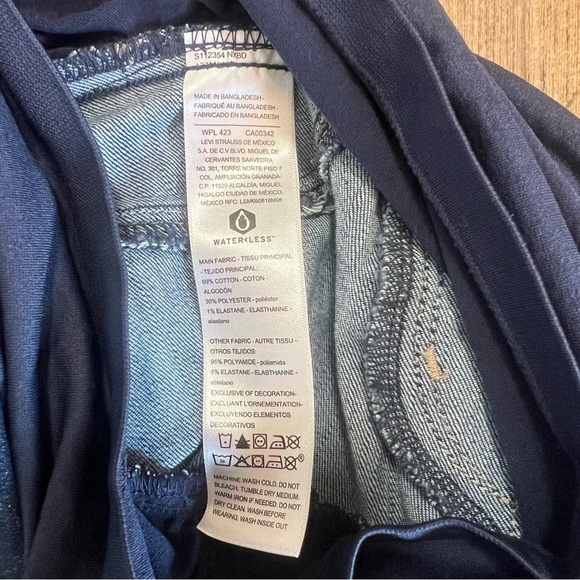 S112354 NXBD
MADE IN BANGLADESH -
FABRIQUÉ AU BANGLADESH -
FABRICADO EN BANGLADESH
WPL 423 CA00342
LEVI STRAUSS DE MÉXICO
S.A. DE C.V.BLVD. MIGUEL DE
CERVANTES SAAVEDRA
NO. 301, TORRE NORTE PISO 7
COL. AMPLIACIÓN GRANADA
C.P. 11529 ALCALDÍA, MIGUEL
HIDALGO CIUDAD DE MÉXICO,
MÉXICO RFC: LSM660816M96
WATER<LESS™
MAIN FABRIC - TISSU PRINCIPAL
- TEJIDO PRINCIPAL:
69% COTTON - COTON -
ALGODÓN
30% POLYESTER - poliéster
1% ELASTANE - ELASTHANNE -
elastano
OTHER FABRIC - AUTRE TISSU -
OTROS TEJIDOS:
95% POLYAMIDE - poliamida
5% ELASTANE - ELASTHANNE -
elastano
EXCLUSIVE OF DECORATION-
EXCLUANT L'ORNEMENTATION-
EXCLUYENDO ELEMENTOS
DECORATIVOS
MACHINE WASH COLD. DO NOT
BLEACH. TUMBLE DRY MEDIUM.
WARM IRON IF NEEDED. DO NOT
DRY CLEAN. WASH BEFORE
WEARING, WASH INSIDE OUT